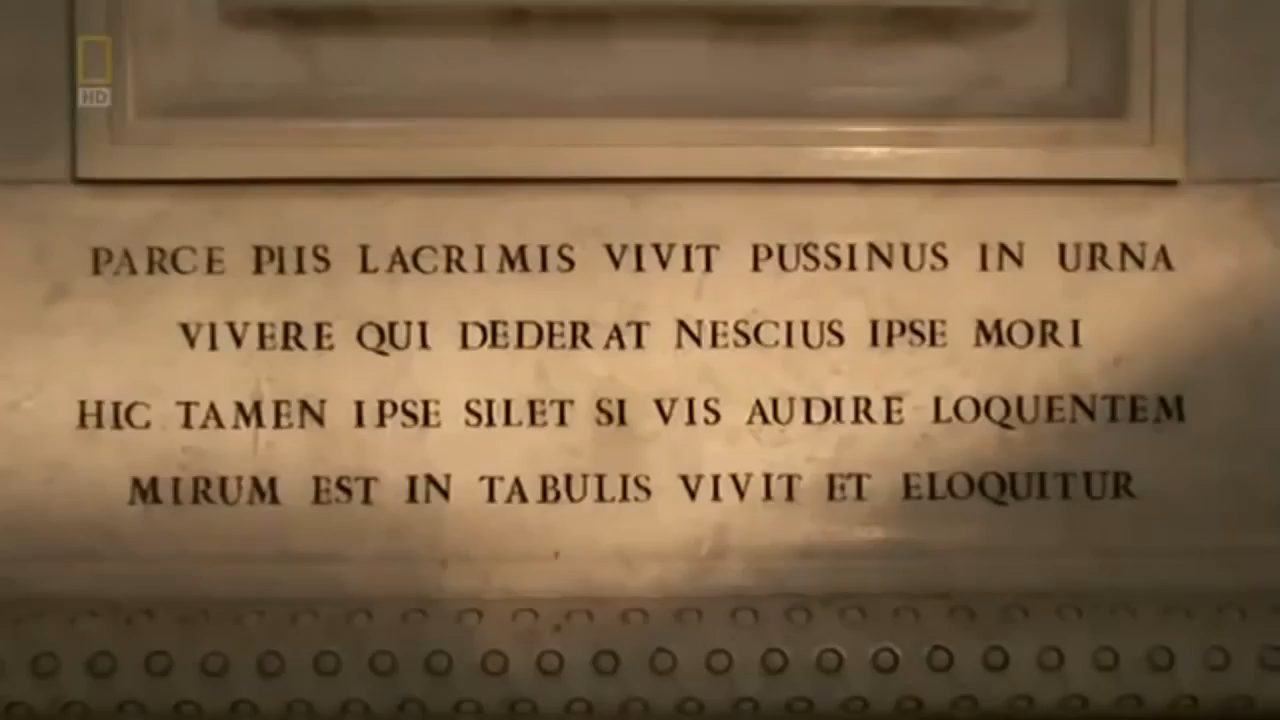 HD
PARCE PIIS LACRIMIS VIVIT PUSSINUS IN URNA
VIVERE QUI DEDERAT NESCIUS IPSE MORI
HIC TAMEN IPSE SILET SI VIS AUDIRE LOQUENTEM
MIRUM EST IN TABULIS VIVIT ET ELOQUITUR